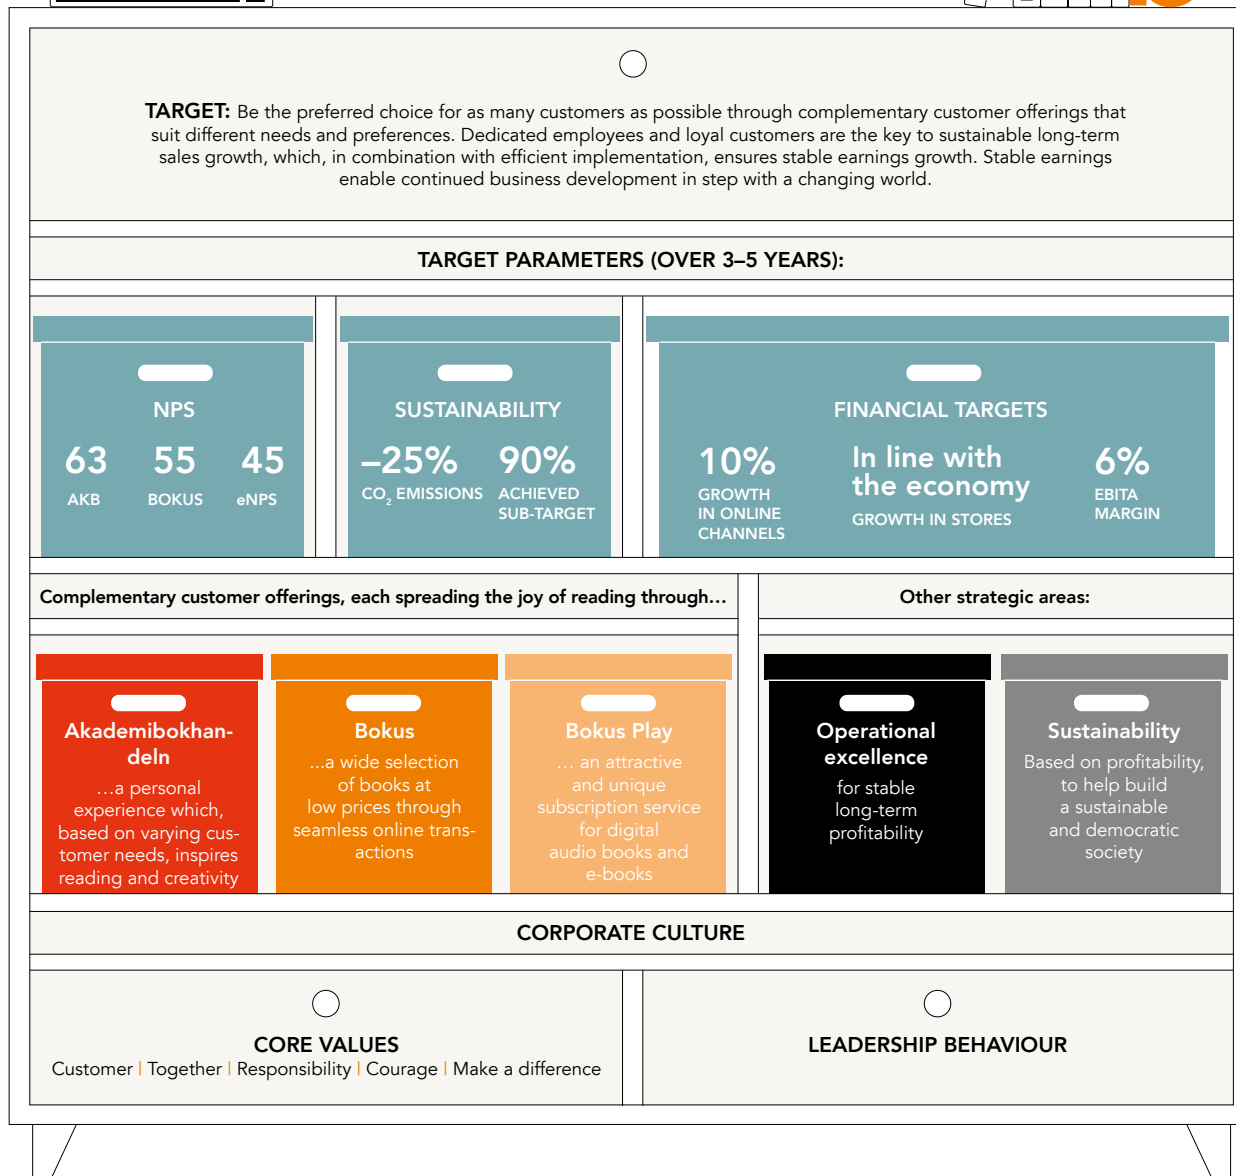 TARGET: Be the preferred choice for as many customers as possible through complementary customer offerings that
suit different needs and preferences. Dedicated employees and loyal customers are the key to sustainable long-term
sales growth, which, in combination with efficient implementation, ensures stable earnings growth. Stable earnings
enable continued business development in step with a changing world.
TARGET PARAMETERS (OVER 3–5 YEARS):
NPS
63 55 45
AKB BOKUS eNPS
SUSTAINABILITY
–25% 90%
CO₂ EMISSIONS ACHIEVED
SUB-TARGET
FINANCIAL TARGETS
10%
GROWTH
IN ONLINE
CHANNELS
In line with
the economy
GROWTH IN STORES
6%
EBITA
MARGIN
Complementary customer offerings, each spreading the joy of reading through…
Akademibokhan-
deln
…a personal
experience which,
based on varying cus-
tomer needs, inspires
reading and creativity
Bokus
...a wide selection
of books at
low prices through
seamless online trans-
actions
Bokus Play
… an attractive
and unique
subscription service
for digital
audio books and
e-books
Other strategic areas:
Operational
excellence
for stable
long-term
profitability
Sustainability
Based on profitability,
to help build
a sustainable
and democratic
society
CORPORATE CULTURE
CORE VALUES
Customer | Together | Responsibility | Courage | Make a difference
LEADERSHIP BEHAVIOUR